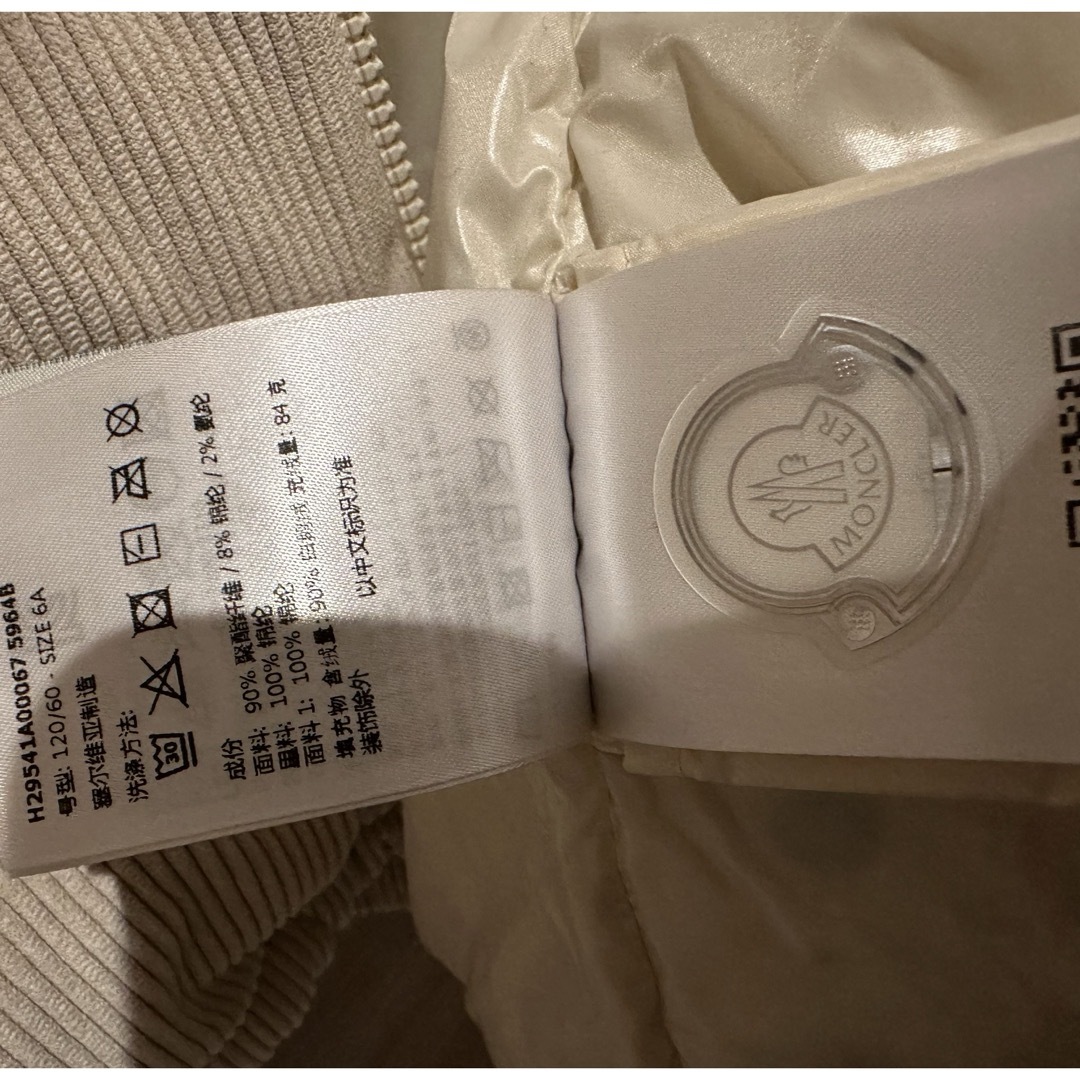 H29541A00067 5964B
号型: 120/60 - SIZE 6A
塞尔维亚制造
洗涤方法:
30
成份
面料: 90% 聚酯纤维 / 8% 锦纶 / 2% 氨纶
里料: 100% 锦纶
面料 1: 100% 锦纶
填充物 含绒量: 90% 白鹅绒 充绒量: 84 克
装饰除外 以中文标识为准
MONCLER